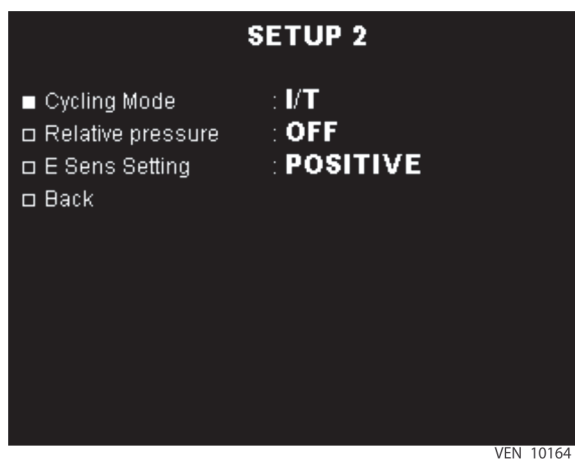 SETUP 2
Cycling Mode : I/T
Relative pressure : OFF
E Sens Setting : POSITIVE
Back
VEN 10164